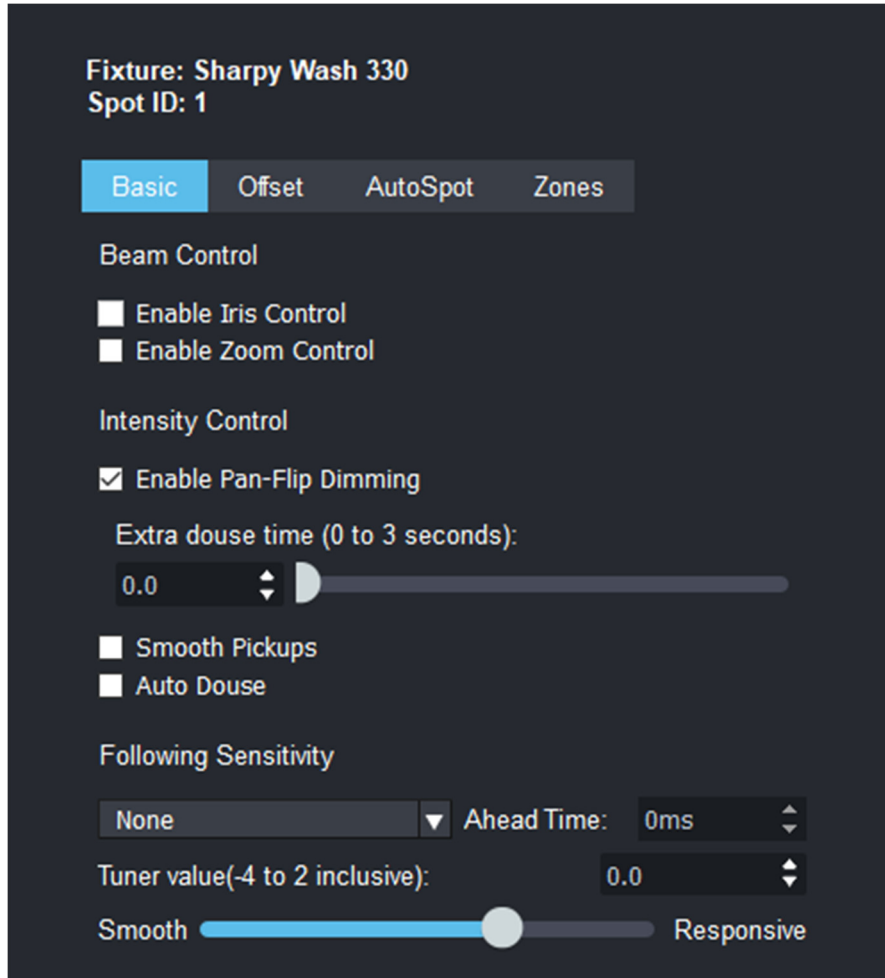 Fixture: Sharpy Wash 330
Spot ID: 1
Basic Offset AutoSpot Zones
Beam Control
Enable Iris Control
Enable Zoom Control
Intensity Control
Enable Pan-Flip Dimming
Extra douse time (0 to 3 seconds):
0.0
Smooth Pickups
Auto Douse
Following Sensitivity
None Ahead Time: 0ms
Tuner value(-4 to 2 inclusive): 0.0
Smooth Responsive